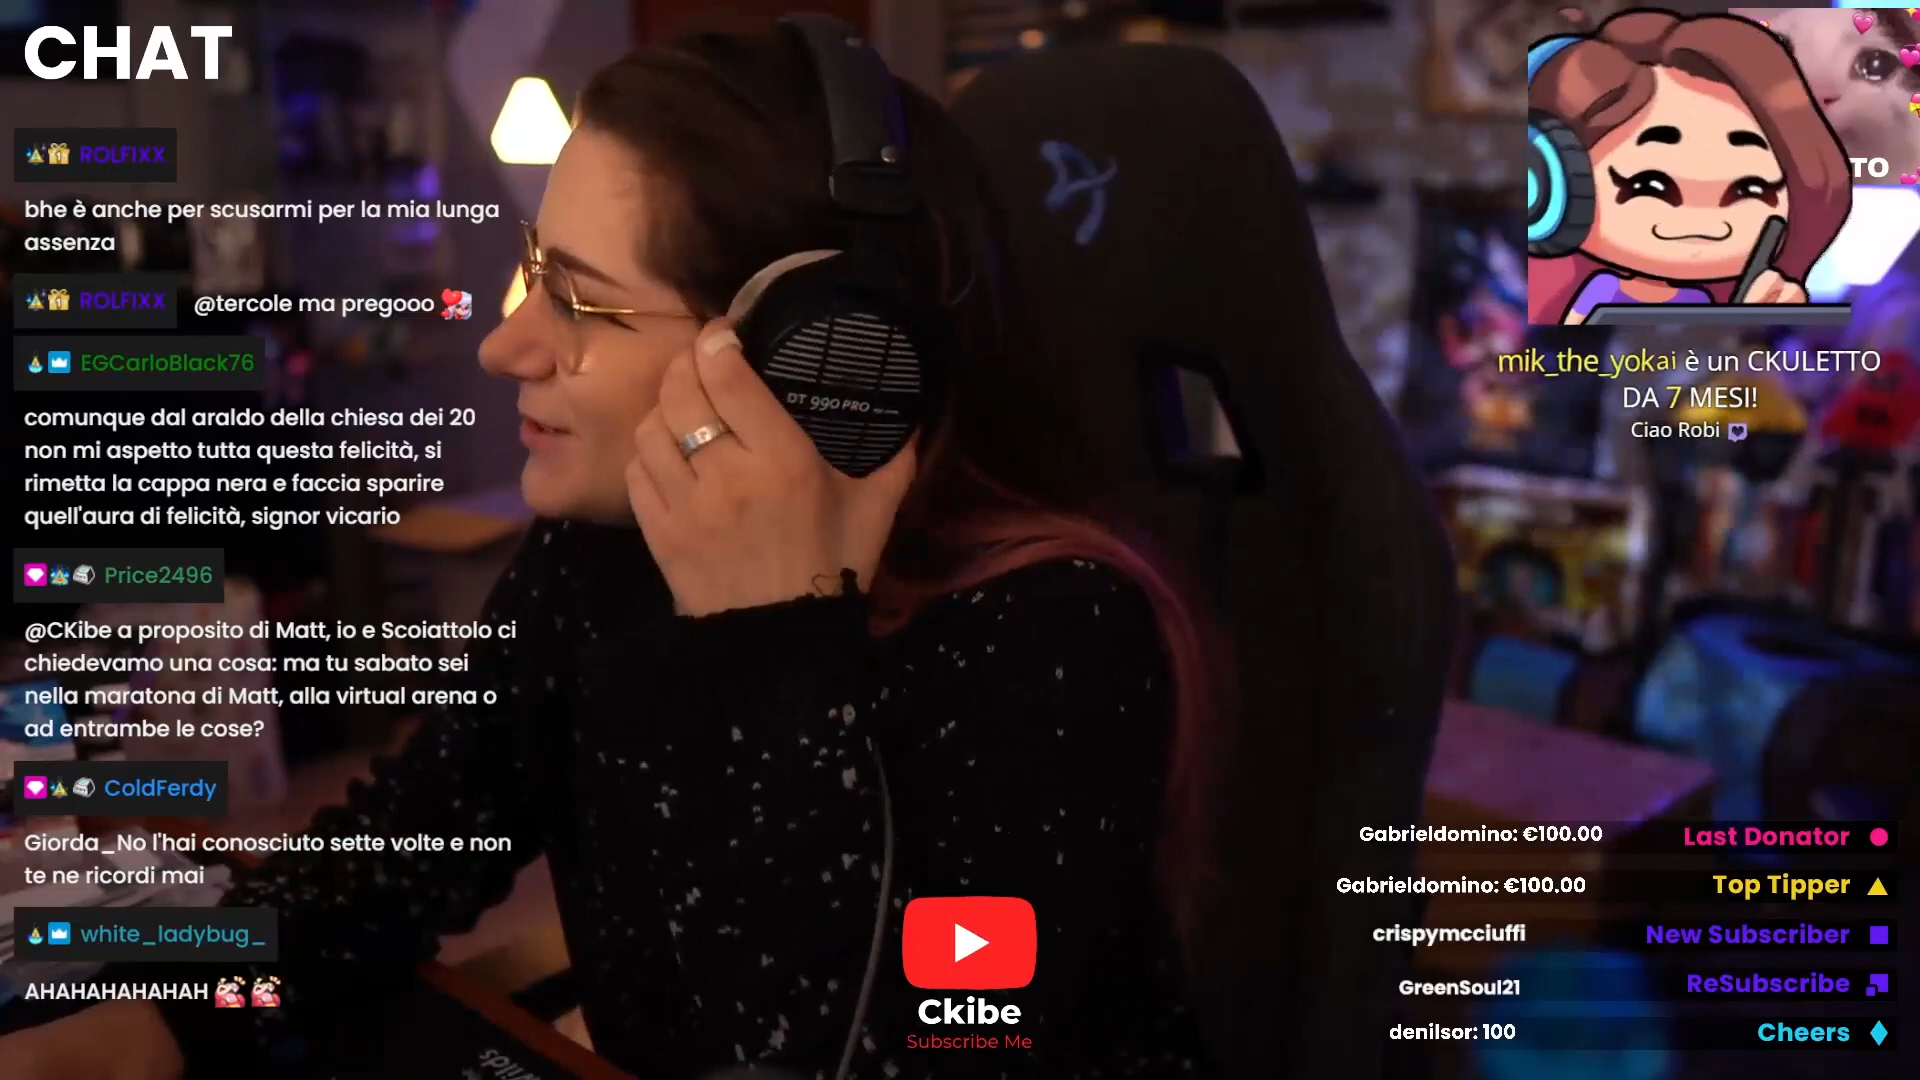 CHAT
ROLFIXX
bhe è anche per scusarmi per la mia lunga
assenza
ROLFIXX @tercole ma pregooo
EGCarloBlack76
comunque dal araldo della chiesa dei 20
non mi aspetto tutta questa felicità, si
rimetta la cappa nera e faccia sparire
quell'aura di felicità, signor vicario
Price2496
@CKibe a proposito di Matt, io e Scoiattolo ci
chiedevamo una cosa: ma tu sabato sei
nella maratona di Matt, alla virtual arena o
ad entrambe le cose?
ColdFerdy
Giorda_No l'hai conosciuto sette volte e non
te ne ricordi mai
white_ladybug_
AHAHAHAHAHAH
DT 990 PRO
TO
mik_the_yokai è un CKULETTO
DA 7 MESI!
Ciao Robi
Gabrieldomino: €100.00 Last Donator
Gabrieldomino: €100.00 Top Tipper
crispymcciuffi New Subscriber
GreenSoul21 ReSubscribe
denilsor: 100 Cheers
Ckibe
Subscribe Me